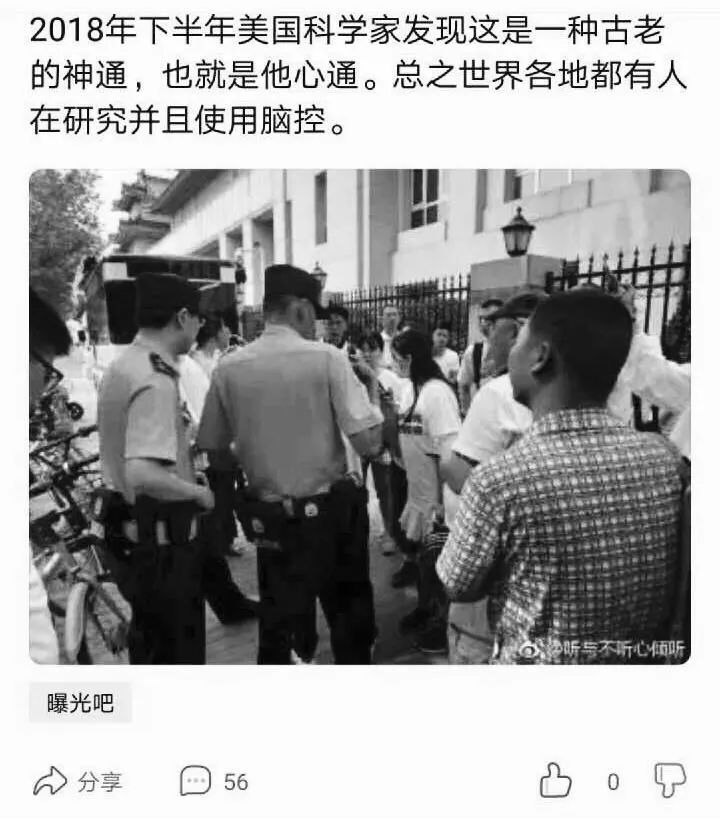 2018年下半年美国科学家发现这是一种古老
的神通，也就是他心通。总之世界各地都有人
在研究并且使用脑控。
@听与不听心倾听
曝光吧
分享
56
0